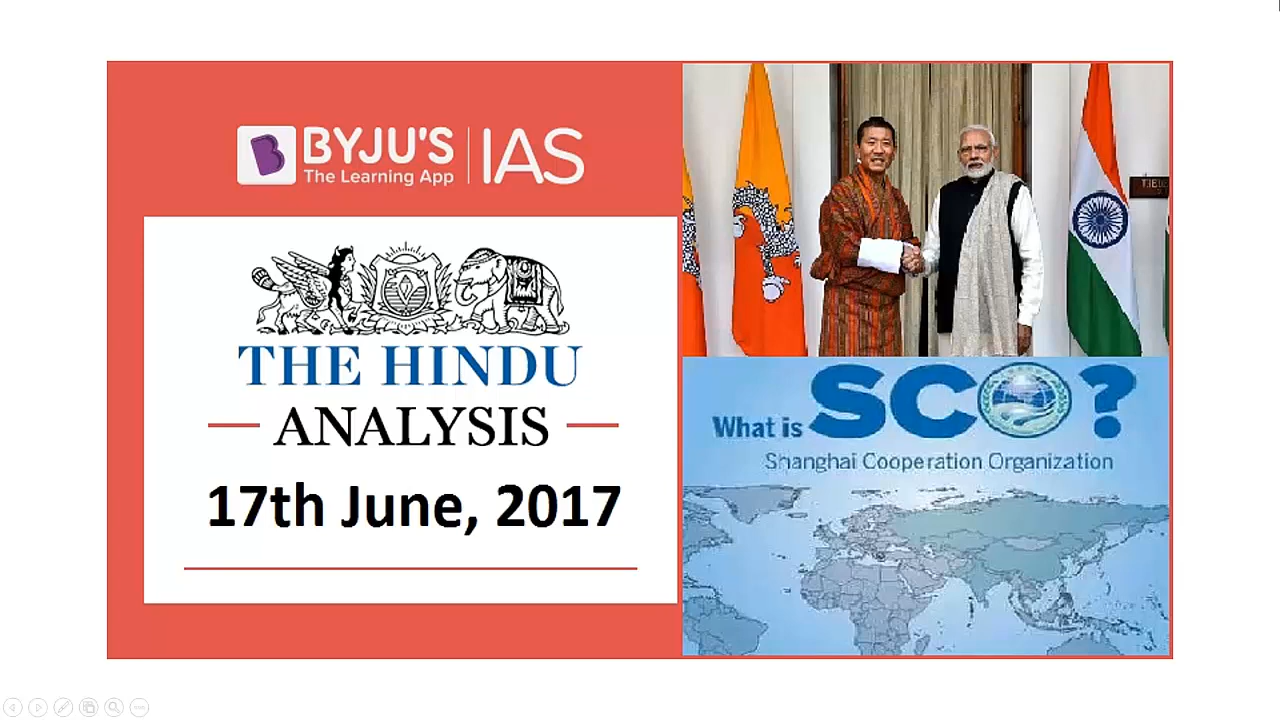 BYJU'S
The Learning App
IAS
THE HINDU
ANALYSIS
17th June, 2017
What is SCO?
Shanghai Cooperation Organization